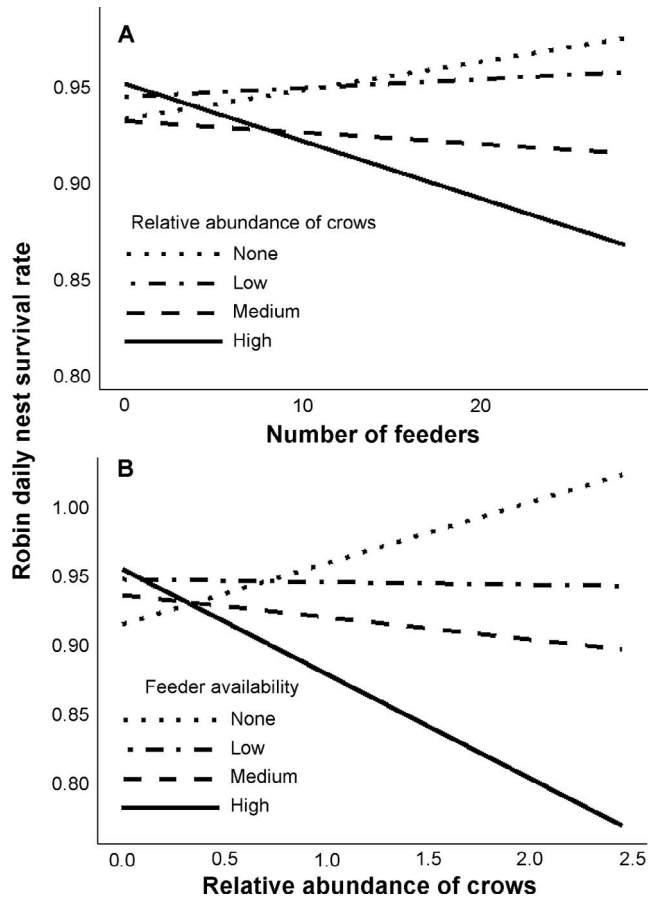 A
0.95
0.90
0.85
0.80
Relative abundance of crows
None
Low
Medium
High
0 10 20
Number of feeders
Robin daily nest survival rate
B
1.00
0.95
0.90
0.85
0.80
Feeder availability
None
Low
Medium
High
0.0 0.5 1.0 1.5 2.0 2.5
Relative abundance of crows